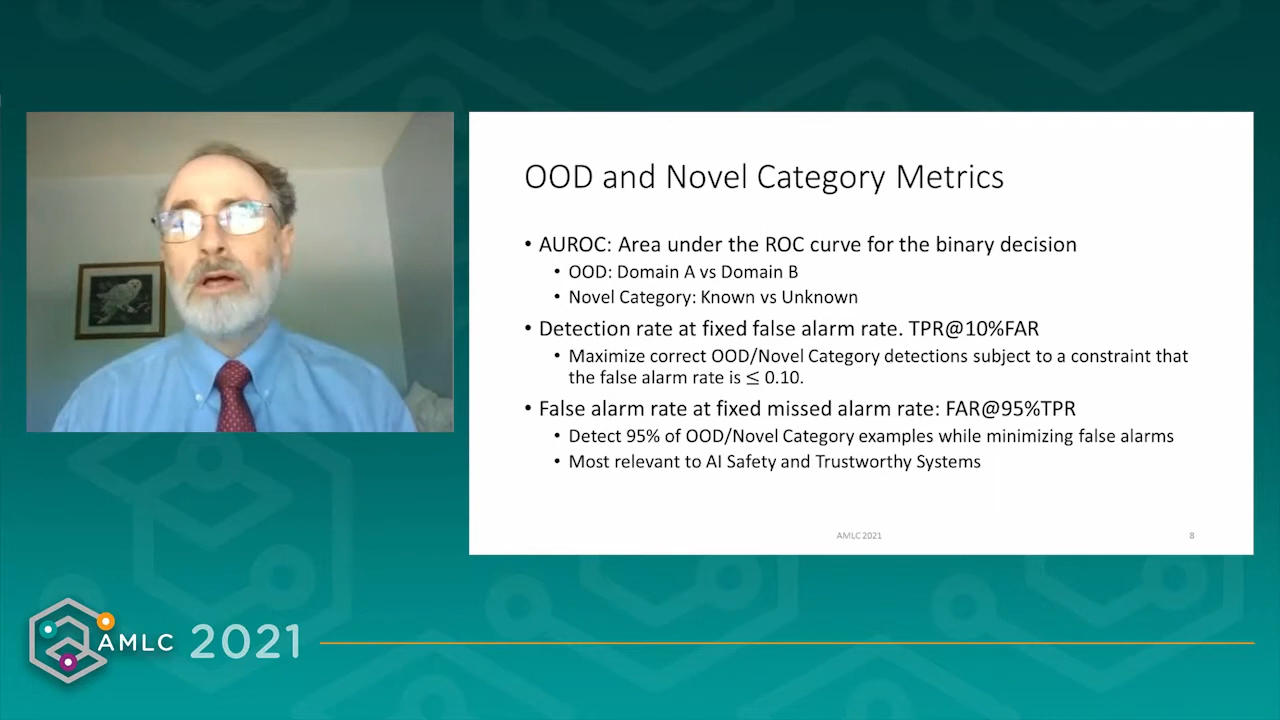 OOD and Novel Category Metrics
• AUROC: Area under the ROC curve for the binary decision
• OOD: Domain A vs Domain B
• Novel Category: Known vs Unknown
• Detection rate at fixed false alarm rate. TPR@10%FAR
• Maximize correct OOD/Novel Category detections subject to a constraint that
the false alarm rate is ≤ 0.10.
• False alarm rate at fixed missed alarm rate: FAR@95%TPR
• Detect 95% of OOD/Novel Category examples while minimizing false alarms
• Most relevant to AI Safety and Trustworthy Systems
AMLC 2021
8
AMLC 2021